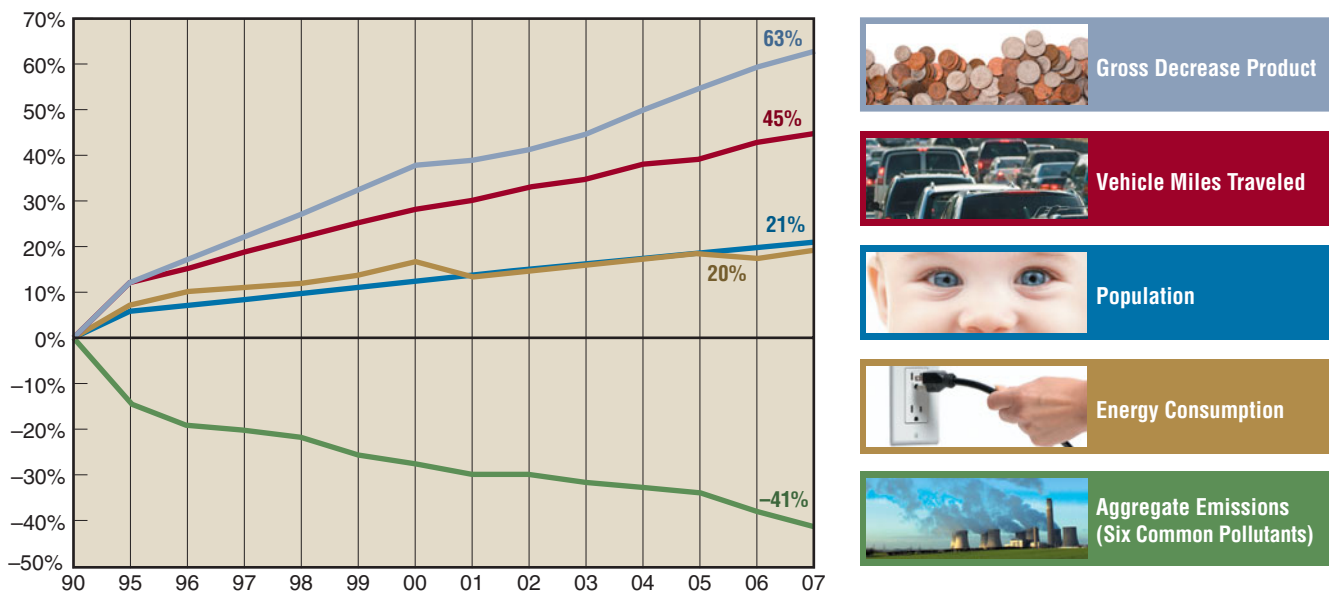 70%
60%
50%
40%
30%
20%
10%
0%
–10%
–20%
–30%
–40%
–50%
63%
45%
21%
20%
–41%
90 95 96 97 98 99 00 01 02 03 04 05 06 07
Gross Decrease Product
Vehicle Miles Traveled
Population
Energy Consumption
Aggregate Emissions
(Six Common Pollutants)